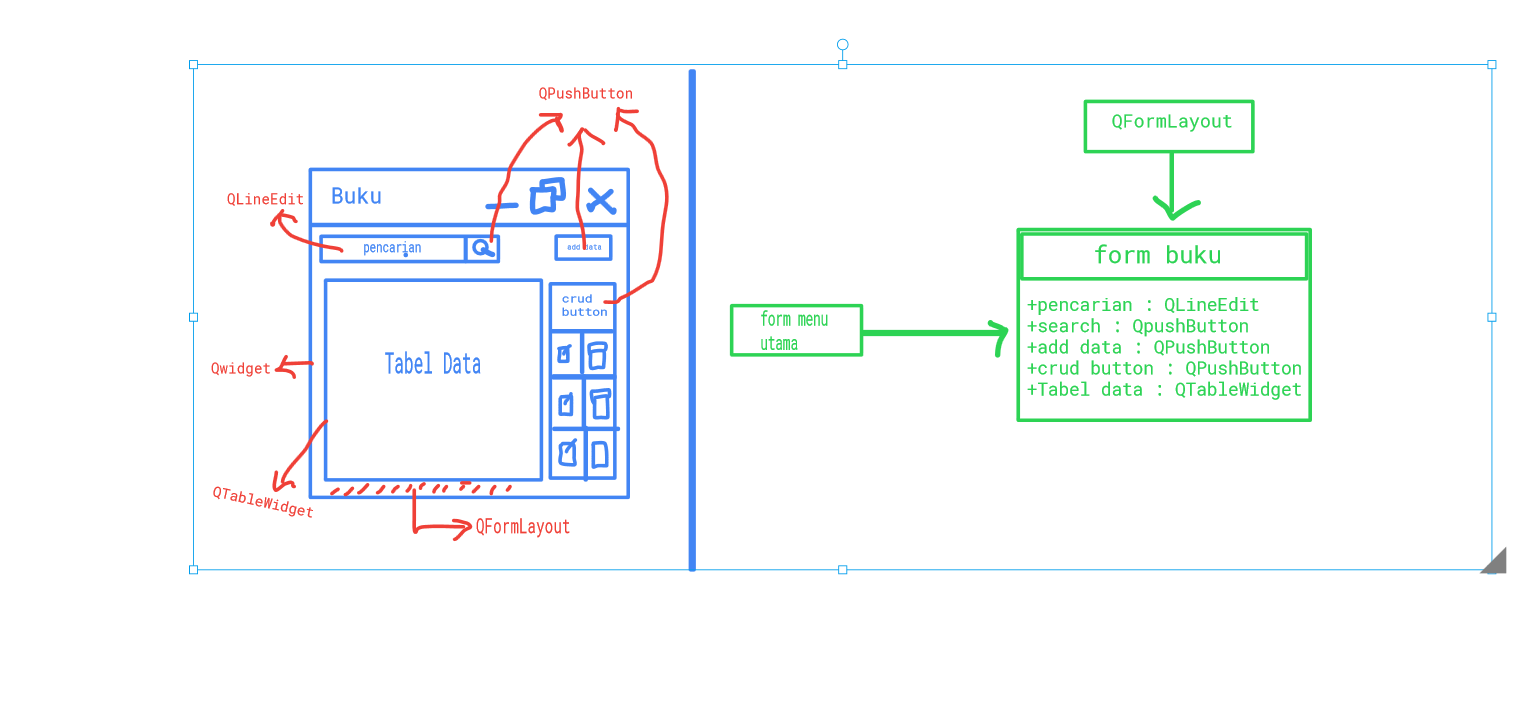 QPushButton
QLineEdit
Buku
pencarian
add data
crud
button
Tabel Data
Qwidget
QTableWidget
QFormLayout
QFormLayout
form buku
+pencarian : QLineEdit
+search : QpushButton
+add data : QPushButton
+crud button : QPushButton
+Tabel data : QTableWidget
form menu
utama